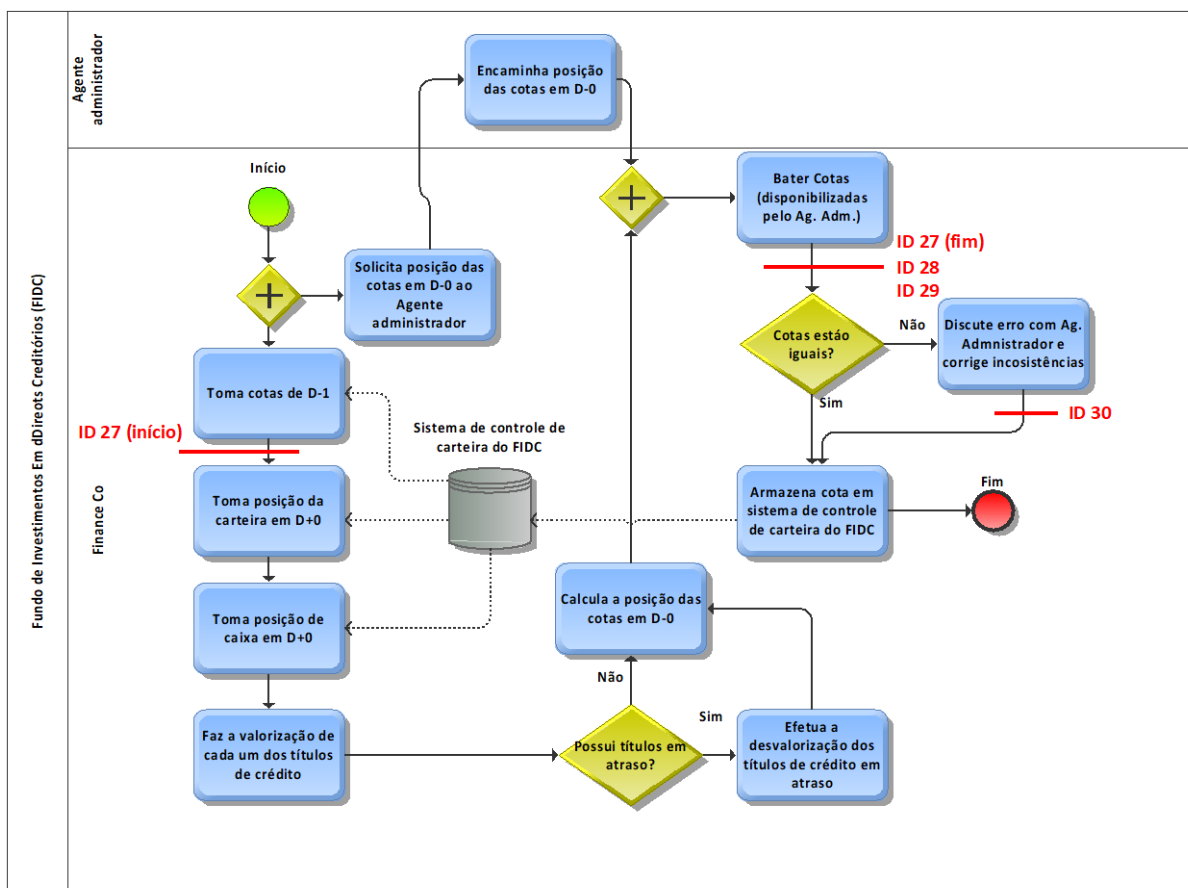 Fundo de Investimentos Em dDireots Creditórios (FIDC)
Agente
administrador
Encaminha posição
das cotas em D-0
Finance Co
Início
Solicita posição das
cotas em D-0 ao
Agente
administrador
Bater Cotas
(disponibilizadas
pelo Ag. Adm.)
ID 27 (fim)
ID 28
ID 29
Cotas estáo
iguais?
Não
Discute erro com Ag.
Admnistrador e
corrige incosistências
Sim
ID 30
Toma cotas de D-1
ID 27 (início)
Sistema de controle de
carteira do FIDC
Toma posição da
carteira em D+0
Armazena cota em
sistema de controle
de carteira do FIDC
Fim
Toma posição de
caixa em D+0
Calcula a posição das
cotas em D-0
Não
Faz a valorização de
cada um dos títulos
de crédito
Possui títulos em
atraso?
Sim
Efetua a
desvalorização dos
títulos de crédito em
atraso